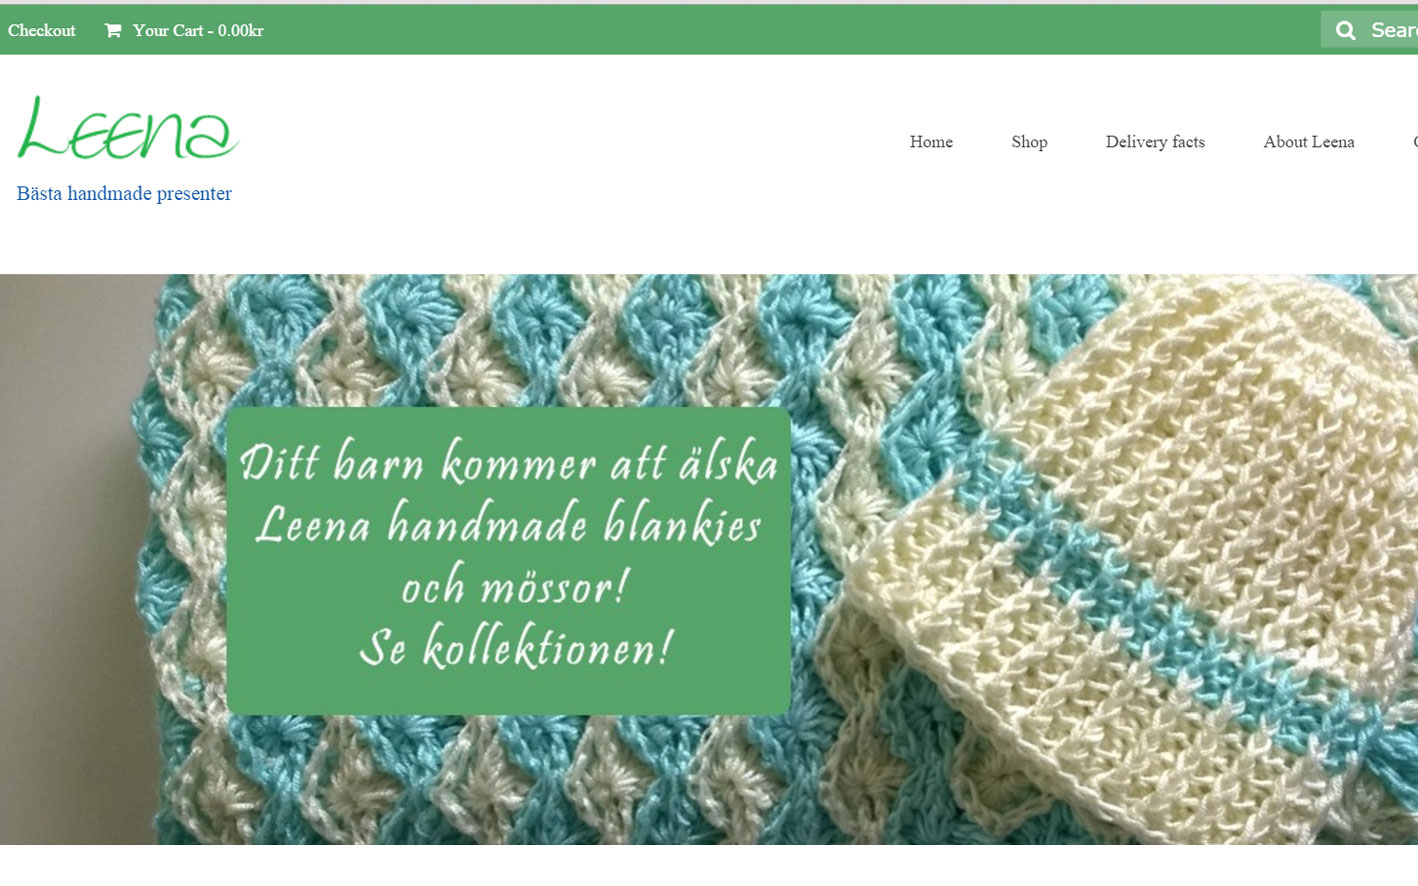 Checkout Your Cart - 0.00kr
Leena
Home Shop Delivery facts About Leena
Bästa handmade presenter
Ditt barn kommer att älska
Leena handmade blankies
och mössor!
Se kollektionen!